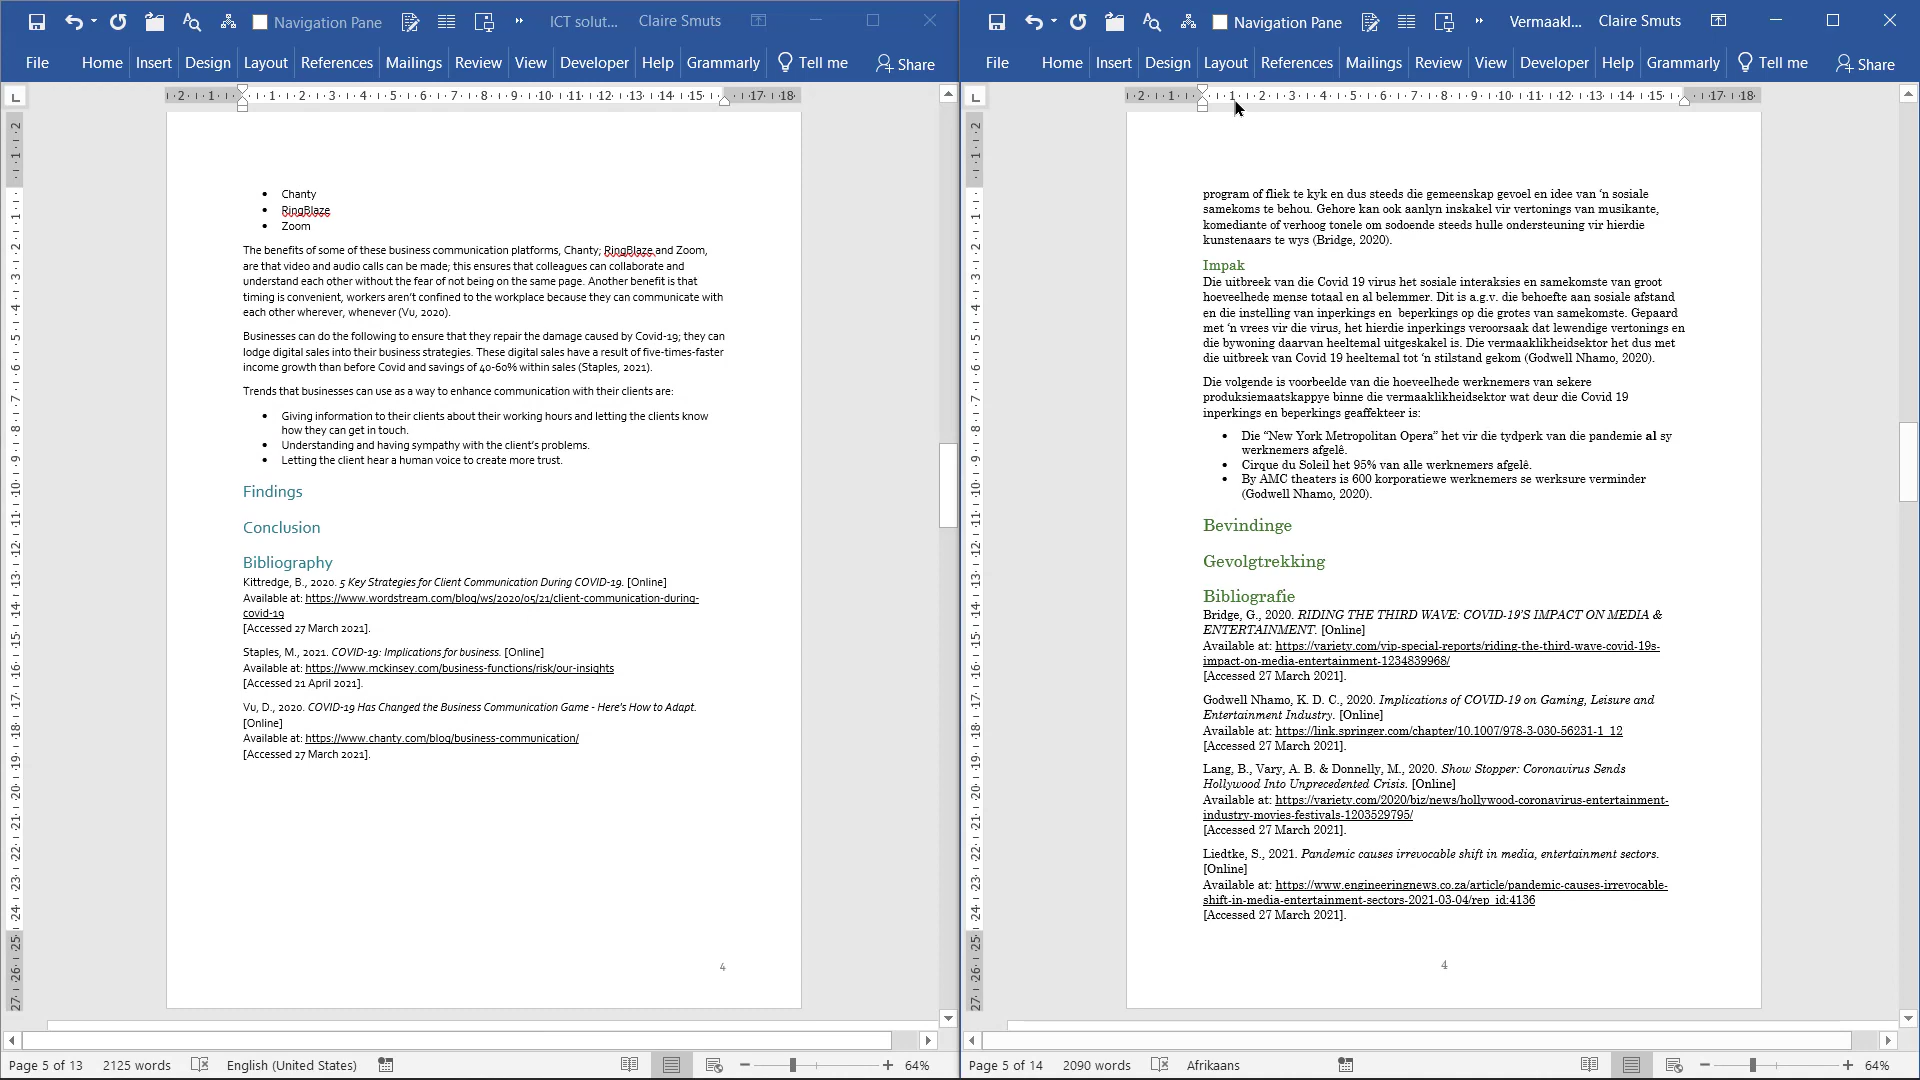 Navigation Pane
ICT solut...
Claire Smuts
File Home Insert Design Layout References Mailings Review View Developer Help Grammarly Tell me Share
Chanty
RingBlaze
Zoom
The benefits of some of these business communication platforms, Chanty; RingBlaze and Zoom,
are that video and audio calls can be made; this ensures that colleagues can collaborate and
understand each other without the fear of not being on the same page. Another benefit is that
timing is convenient, workers aren't confined to the workplace because they can communicate with
each other wherever, whenever (Vu, 2020).
Businesses can do the following to ensure that they repair the damage caused by Covid-19; they can
lodge digital sales into their business strategies. These digital sales have a result of five-times-faster
income growth than before Covid and savings of 40-60% within sales (Staples, 2021).
Trends that businesses can use as a way to enhance communication with their clients are:
Giving information to their clients about their working hours and letting the clients know
how they can get in touch.
Understanding and having sympathy with the client's problems.
Letting the client hear a human voice to create more trust.
Findings
Conclusion
Bibliography
Kittredge, B., 2020. 5 Key Strategies for Client Communication During COVID-19. [Online]
Available at: https://www.wordstream.com/blog/ws/2020/05/21/client-communication-during-
covid-19
[Accessed 27 March 2021].
Staples, M., 2021. COVID-19: Implications for business. [Online]
Available at: https://www.mckinsey.com/business-functions/risk/our-insights
[Accessed 21 April 2021].
Vu, D., 2020. COVID-19 Has Changed the Business Communication Game - Here's How to Adapt.
[Online]
Available at: https://www.chanty.com/blog/business-communication/
[Accessed 27 March 2021].
4
Page 5 of 13 2125 words English (United States) 64%
Navigation Pane
Vermaakl...
Claire Smuts
File Home Insert Design Layout References Mailings Review View Developer Help Grammarly Tell me Share
program of fliek te kyk en dus steeds die gemeenskap gevoel en idee van 'n sosiale
samekoms te behou. Gehore kan ook aanlyn inskakel vir vertonings van musikante,
komediante of verhoog tonele om sodoende steeds hulle ondersteuning vir hierdie
kunstenaars te wys (Bridge, 2020).
Impak
Die uitbreek van die Covid 19 virus het sosiale interaksies en samekomste van groot
hoeveelhede mense totaal en al belemmer. Dit is a.g.v. die behoefte aan sosiale afstand
en die instelling van inperkings en beperkings op die grotes van samekomste. Gepaard
met 'n vrees vir die virus, het hierdie inperkings veroorsaak dat lewendige vertonings en
die bywoning daarvan heeltemal uitgeskakel is. Die vermaaklikheidsektor het dus met
die uitbreek van Covid 19 heeltemal tot 'n stilstand gekom (Godwell Nhamo, 2020).
Die volgende is voorbeelde van die hoeveelhede werknemers van sekere
produksiemaatskappye binne die vermaaklikheidsektor wat deur die Covid 19
inperkings en beperkings geaffekteer is:
Die "New York Metropolitan Opera" het vir die tydperk van die pandemie al sy
werknemers afgelê.
Cirque du Soleil het 95% van alle werknemers afgelê.
By AMC theaters is 600 korporatiewe werknemers se werksure verminder
(Godwell Nhamo, 2020).
Bevindinge
Gevolgtrekking
Bibliografie
Bridge, G., 2020. RIDING THE THIRD WAVE: COVID-19'S IMPACT ON MEDIA &
ENTERTAINMENT. [Online]
Available at: https://variety.com/vip-special-reports/riding-the-third-wave-covid-19s-
impact-on-media-entertainment-1234839968/
[Accessed 27 March 2021].
Godwell Nhamo, K. D. C., 2020. Implications of COVID-19 on Gaming, Leisure and
Entertainment Industry. [Online]
Available at: https://link.springer.com/chapter/10.1007/978-3-030-56231-1_12
[Accessed 27 March 2021].
Lang, B., Vary, A. B. & Donnelly, M., 2020. Show Stopper: Coronavirus Sends
Hollywood Into Unprecedented Crisis. [Online]
Available at: https://variety.com/2020/biz/news/hollywood-coronavirus-entertainment-
industry-movies-festivals-1203529795/
[Accessed 27 March 2021].
Liedtke, S., 2021. Pandemic causes irrevocable shift in media, entertainment sectors.
[Online]
Available at: https://www.engineeringnews.co.za/article/pandemic-causes-irrevocable-
shift-in-media-entertainment-sectors-2021-03-04/rep_id:4136
[Accessed 27 March 2021].
4
Page 5 of 14 2090 words Afrikaans 64%